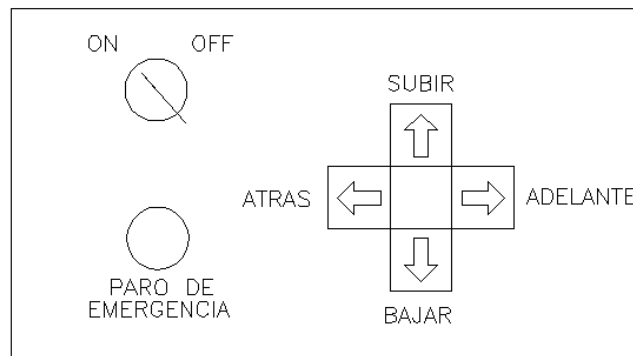 ON OFF
SUBIR
ATRAS ADELANTE
PARO DE
EMERGENCIA
BAJAR